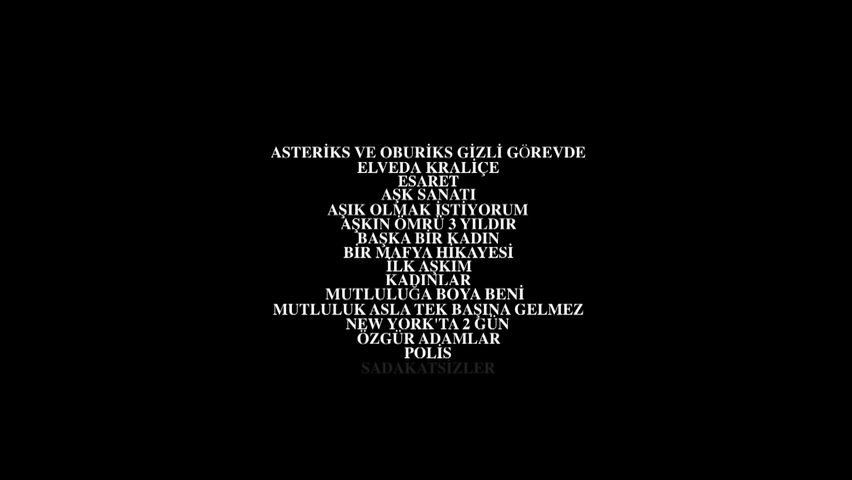 ASTERİKS VE OBURİKS GİZLİ GÖREVDE
ELVEDA KRALİÇE
ESARET
AŞK SANATI
AŞIK OLMAK İSTİYORUM
AŞKIN ÖMRÜ 3 YILDIR
BAŞKA BİR KADIN
BİR MAFYA HİKAYESİ
İLK AŞKIM
KADINLAR
MUTLULUĞA BOYA BENİ
MUTLULUK ASLA TEK BAŞINA GELMEZ
NEW YORK'TA 2 GÜN
ÖZGÜR ADAMLAR
POLİS
SADAKATSİZLER